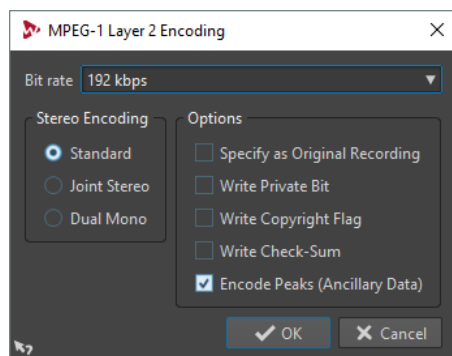 MPEG-1 Layer 2 Encoding
Bit rate 192 kbps
Stereo Encoding
Standard
Joint Stereo
Dual Mono
Options
Specify as Original Recording
Write Private Bit
Write Copyright Flag
Write Check-Sum
Encode Peaks (Ancillary Data)
OK
Cancel